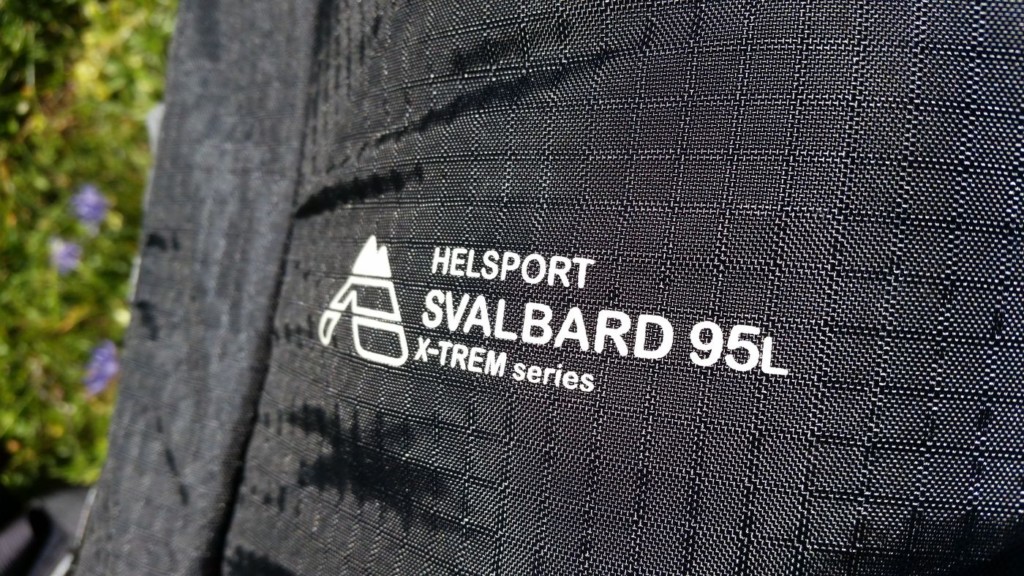 HELSPORT
SVALBARD 95L
X-TREM series